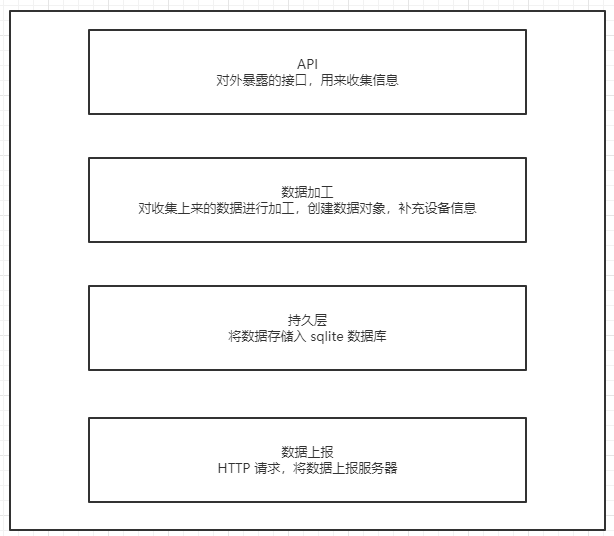 API
对外暴露的接口，用来收集信息
数据加工
对收集上来的数据进行加工，创建数据对象，补充设备信息
持久层
将数据存储入 sqlite 数据库
数据上报
HTTP 请求，将数据上报服务器